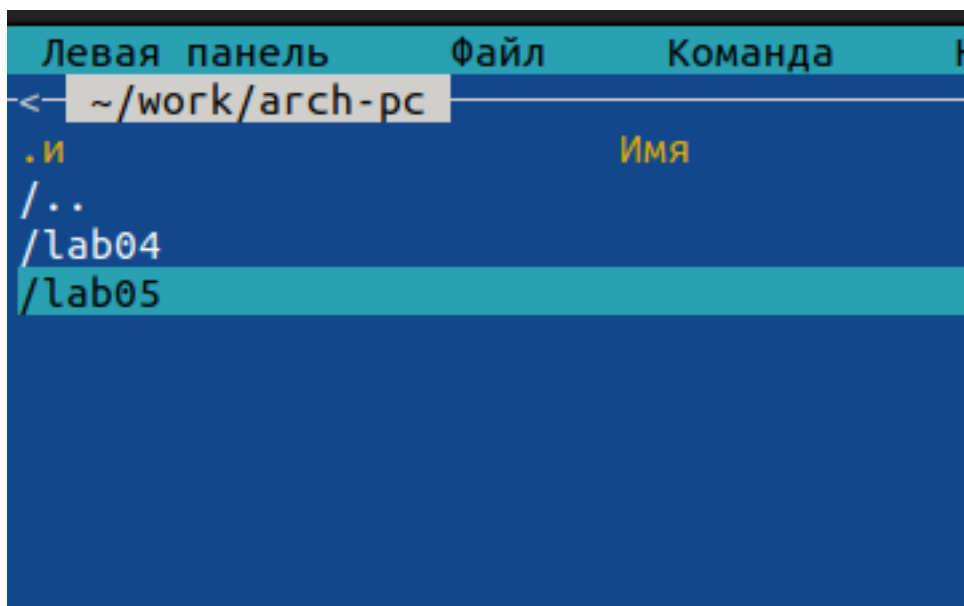 Левая панель Файл Команда
<- ~/work/arch-pc
.и Имя
/..
/lab04
/lab05